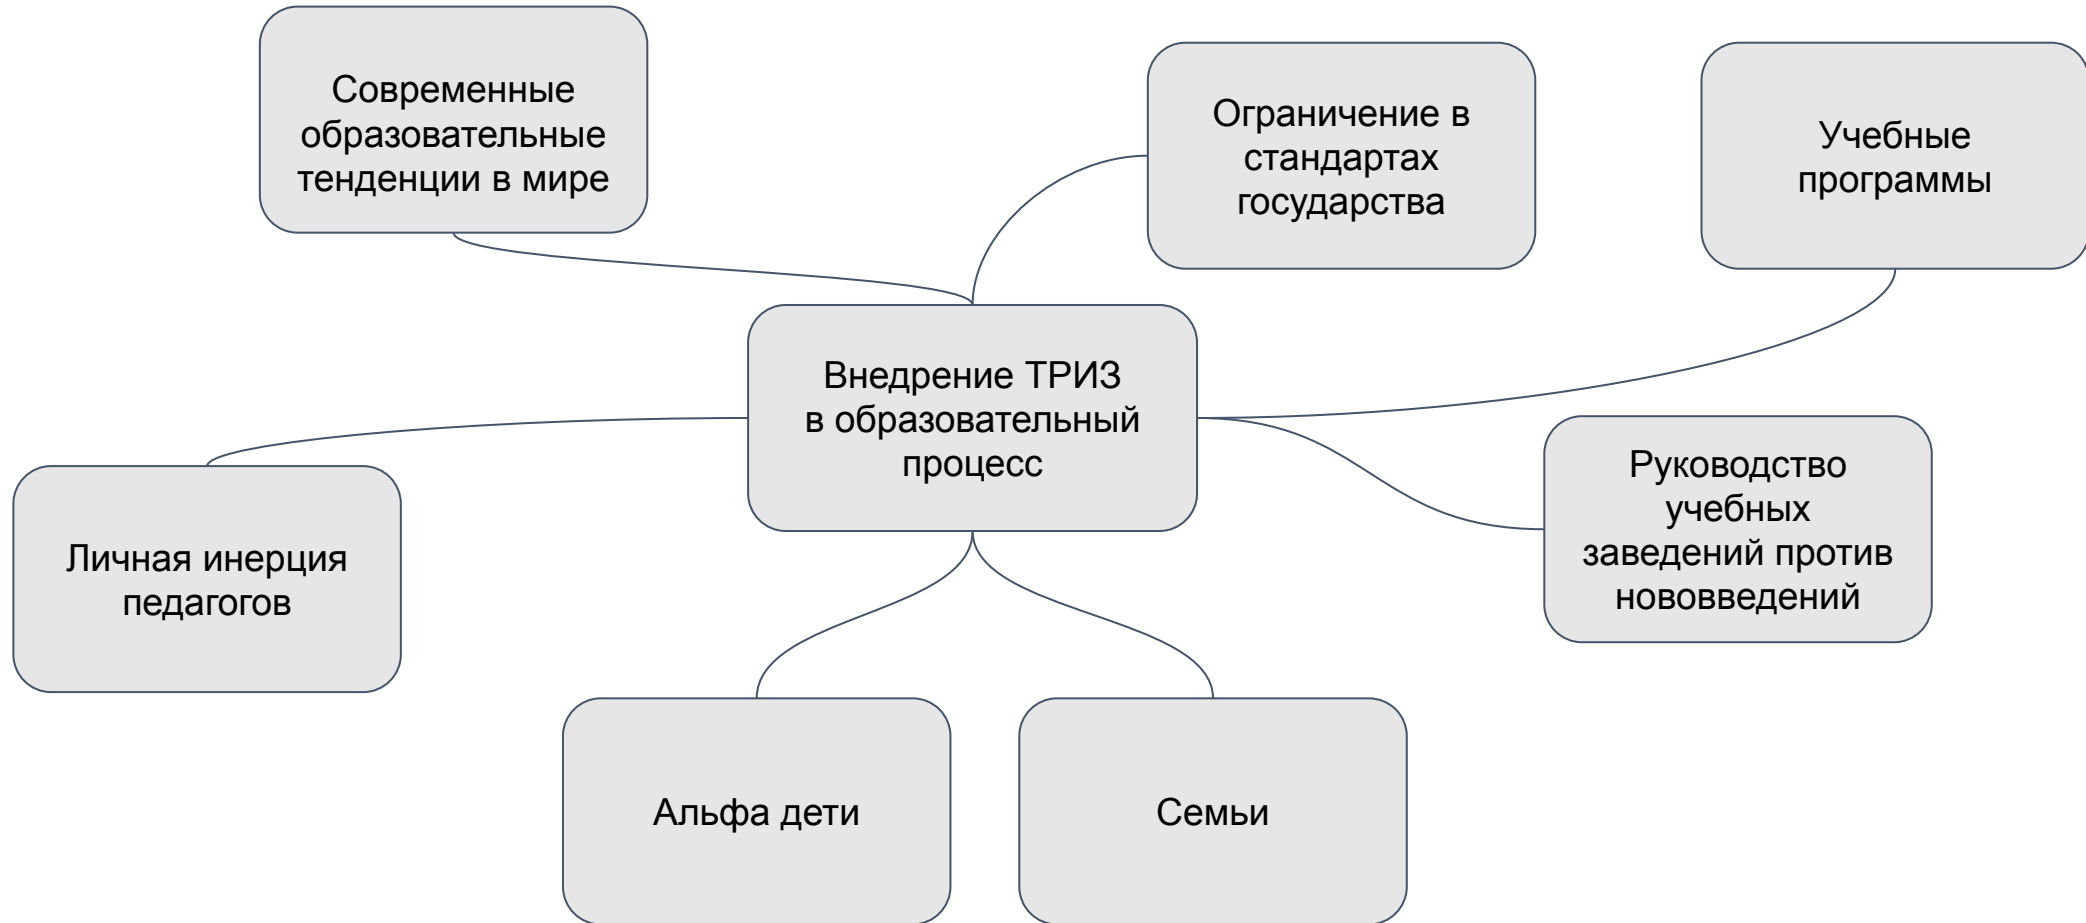 Современные
образовательные
тенденции в мире
Ограничение в
стандартах
государства
Учебные
программы
Внедрение ТРИЗ
в образовательный
процесс
Личная инерция
педагогов
Руководство
учебных
заведений против
нововведений
Альфа дети
Семьи